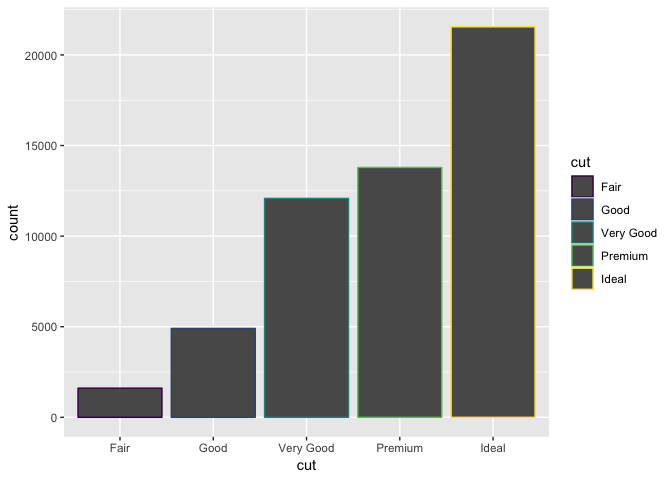 20000
15000
10000
5000
0
count
Fair
Good
Very Good
Premium
Ideal
cut
cut
Fair
Good
Very Good
Premium
Ideal